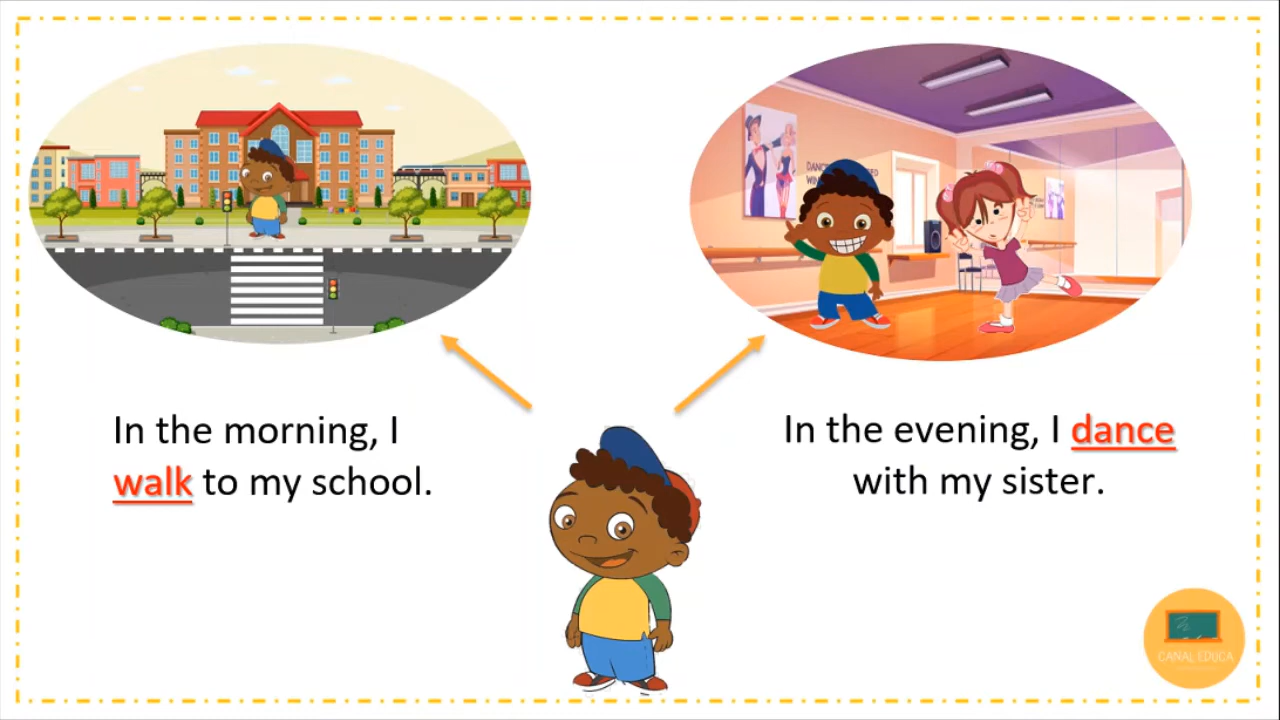 In the morning, I
walk to my school.
In the evening, I dance
with my sister.
CANAL EDUCA